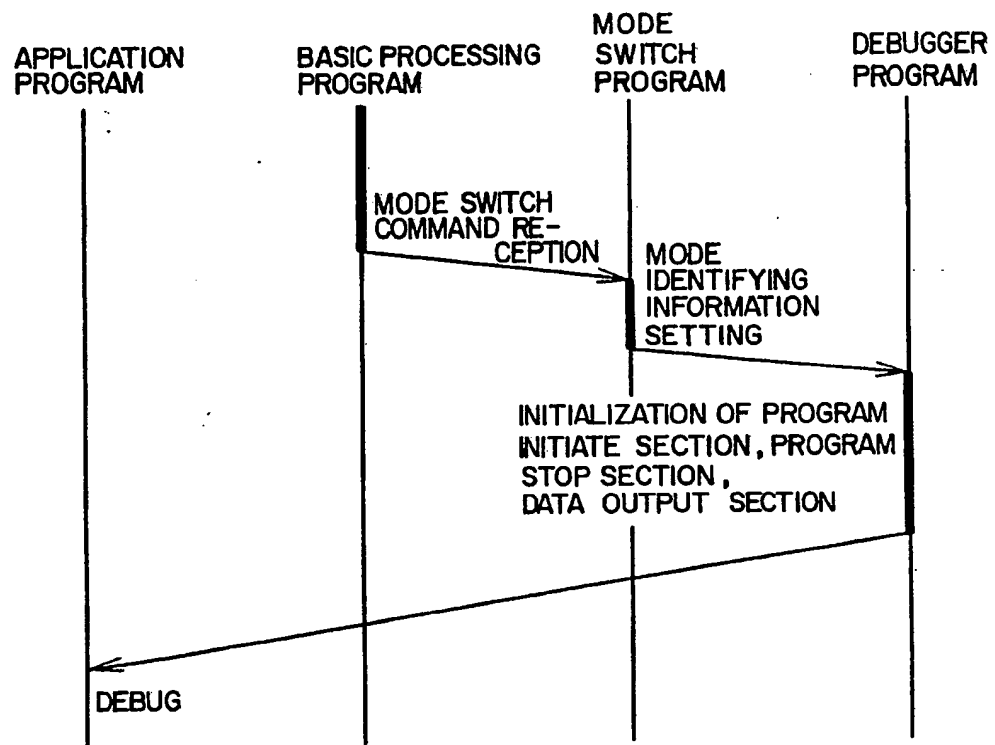 APPLICATION
PROGRAM
BASIC PROCESSING
PROGRAM
MODE
SWITCH
PROGRAM
DEBUGGER
PROGRAM
MODE SWITCH
COMMAND RE-
CEPTION
MODE
IDENTIFYING
INFORMATION
SETTING
INITIALIZATION OF PROGRAM
INITIATE SECTION, PROGRAM
STOP SECTION,
DATA OUTPUT SECTION
DEBUG